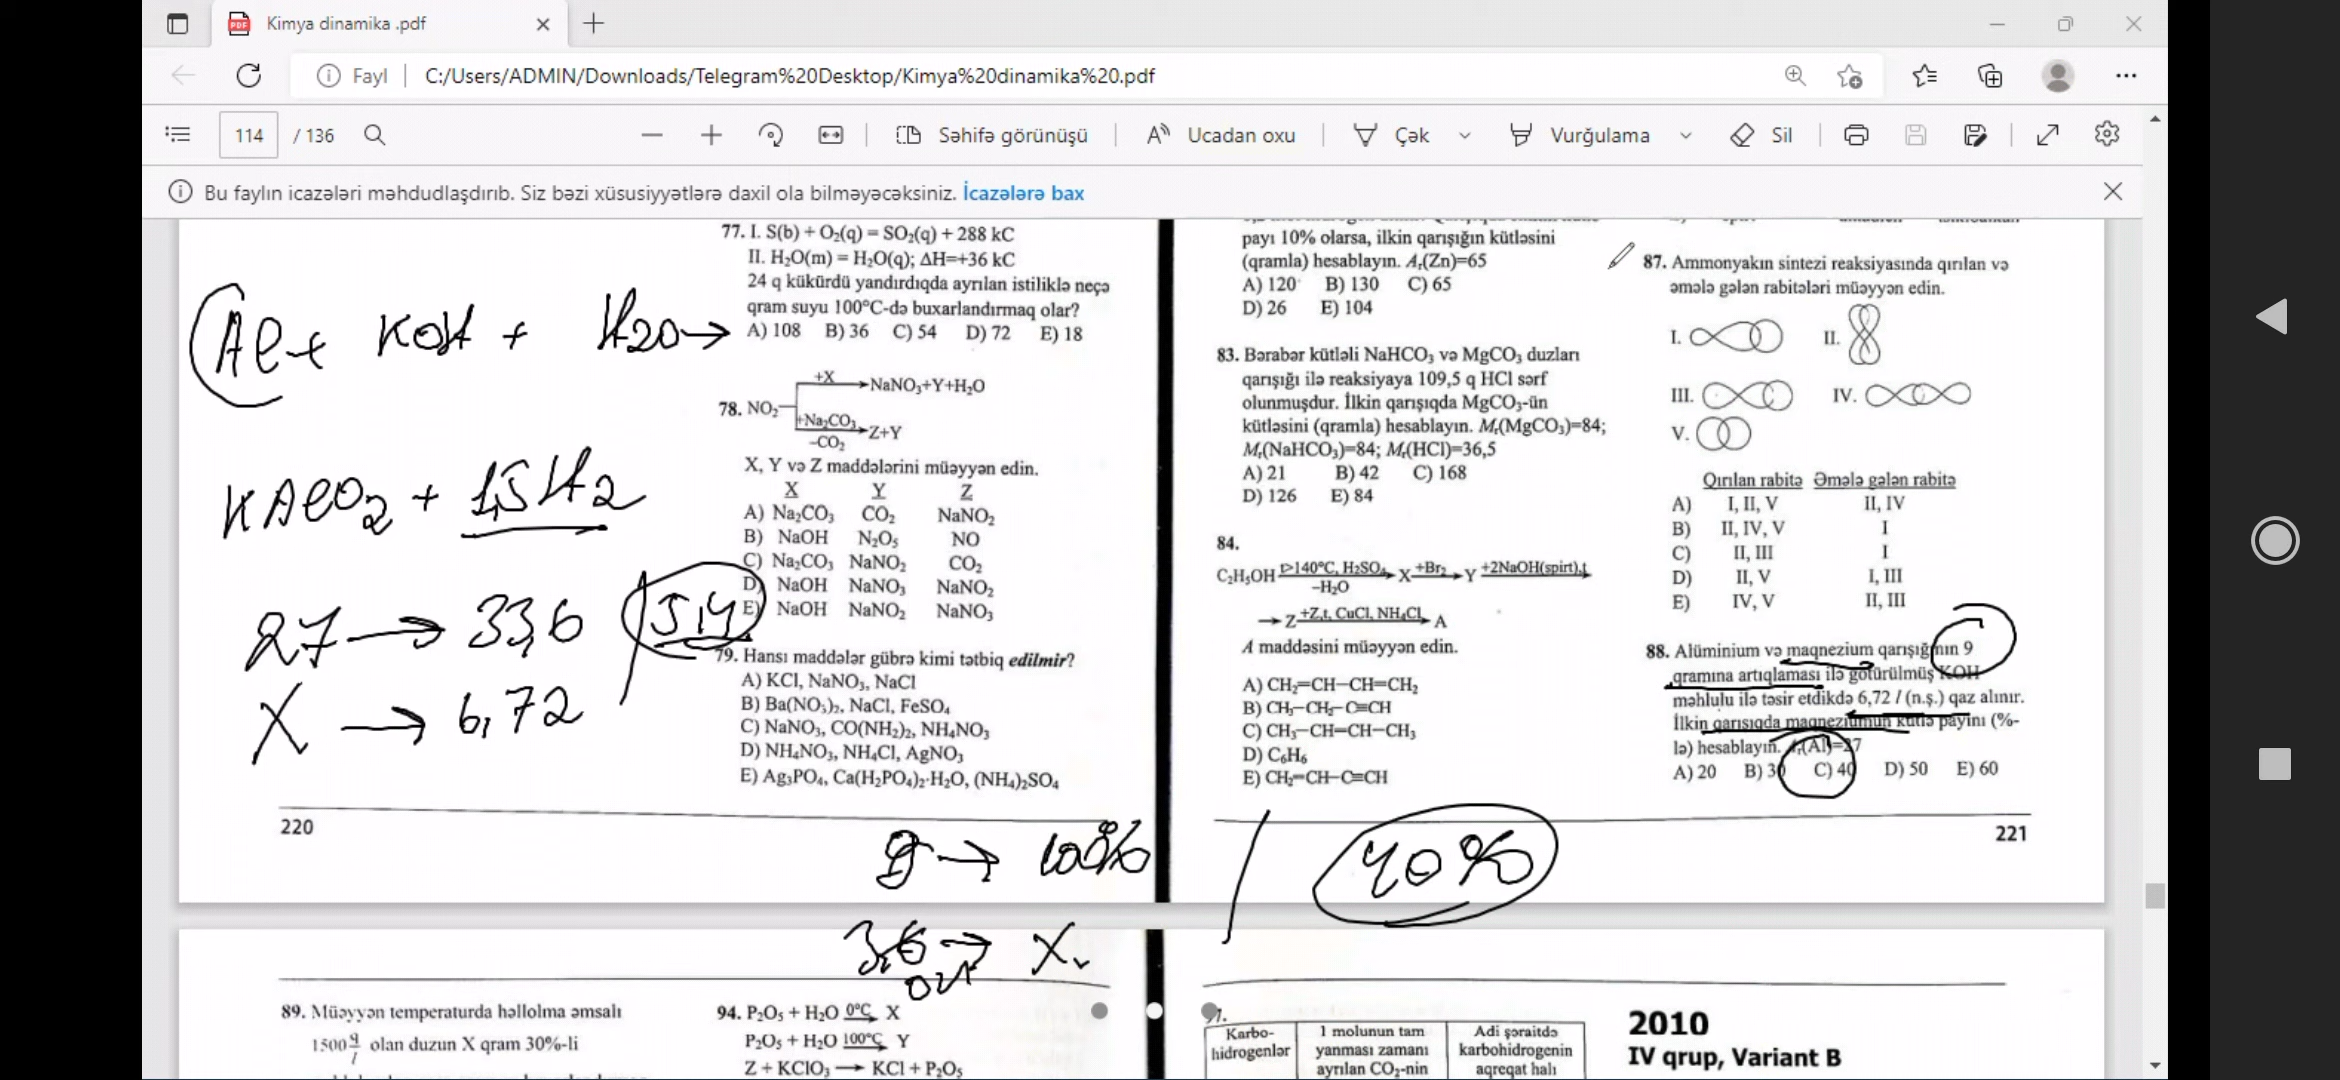 Kimya dinamika .pdf
Fayl
C:/Users/ADMIN/Downloads/Telegram%20Desktop/Kimya%20dinamika%20.pdf
114 / 136
Səhifə görünüşü
Ucadan oxu
Çək
Vurğulama
Sil
Bu faylın icazələri məhdudlaşdırıb. Siz bəzi xüsusiyyətlərə daxil ola bilməyəcəksiniz. İcazələrə bax
Al + KOH + H2O →
KAlO2 + 1,5H2
27 → 33,6
5,4
X → 6,72
77. I. S(b) + O₂(q) = SO₂(q) + 288 kC
II. H₂O(m) = H₂O(q); ΔH=+36 kC
24 q kükürdü yandırdıqda ayrılan istiliklə neçə
qram suyu 100°C-də buxarlandırmaq olar?
A) 108 B) 36 C) 54 D) 72 E) 18
78. NO₂
+X → NaNO₃+Y+H₂O
+Na₂CO₃ –CO₂ → Z+Y
X, Y və Z maddələrini müəyyən edin.
X Y Z
A) Na₂CO₃ CO₂ NaNO₂
B) NaOH N₂O₅ NO
C) Na₂CO₃ NaNO₂ CO₂
D) NaOH NaNO₃ NaNO₂
E) NaOH NaNO₂ NaNO₃
79. Hansı maddələr gübrə kimi tətbiq edilmir?
A) KCl, NaNO₃, NaCl
B) Ba(NO₃)₂, NaCl, FeSO₄
C) NaNO₃, CO(NH₂)₂, NH₄NO₃
D) NH₄NO₃, NH₄Cl, AgNO₃
E) Ag₃PO₄, Ca(H₂PO₄)₂·H₂O, (NH₄)₂SO₄
220
9 → 100%
3,6 → X
40%
payı 10% olarsa, ilkin qarışığın kütləsini
(qramla) hesablayın. Aᵣ(Zn)=65
A) 120 B) 130 C) 65
D) 26 E) 104
83. Bərabər kütləli NaHCO₃ və MgCO₃ duzları
qarışığı ilə reaksiyaya 109,5 q HCl sərf
olunmuşdur. İlkin qarışıqda MgCO₃-ün
kütləsini (qramla) hesablayın. Mᵣ(MgCO₃)=84;
Mᵣ(NaHCO₃)=84; Mᵣ(HCl)=36,5
A) 21 B) 42 C) 168
D) 126 E) 84
84.
C₂H₅OH >140°C, H₂SO₄ –H₂O → X +Br₂ → Y +2NaOH(spirt),t
→ Z +Z,t, CuCl, NH₄Cl → A
A maddəsini müəyyən edin.
A) CH₂=CH−CH=CH₂
B) CH₃−CH₂−C≡CH
C) CH₃−CH=CH−CH₃
D) C₆H₆
E) CH₂=CH−C≡CH
87. Ammonyakın sintezi reaksiyasında qırılan və
əmələ gələn rabitələri müəyyən edin.
I. II.
III. IV.
V.
Qırılan rabitə Əmələ gələn rabitə
A) I, II, V II, IV
B) II, IV, V I
C) II, III I
D) II, V I, III
E) IV, V II, III
88. Alüminium və maqnezium qarışığının 9
qramına artıqlaması ilə götürülmüş KOH
məhlulu ilə təsir etdikdə 6,72 l (n.ş.) qaz alınır.
İlkin qarışıqda maqneziumun kütlə payını (%-
lə) hesablayın. Aᵣ(Al)=27
A) 20 B) 30 C) 40 D) 50 E) 60
221
89. Müəyyən temperaturda həllolma əmsalı
1500 q/l olan duzun X qram 30%-li
94. P₂O₅ + H₂O 0°C → X
P₂O₅ + H₂O 100°C → Y
Z + KClO₃ → KCl + P₂O₅
Karbo-
hidrogenlər
1 molunun tam
yanması zamanı
ayrılan CO₂-nin
Adi şəraitdə
karbohidrogenin
aqreqat halı
2010
IV qrup, Variant B